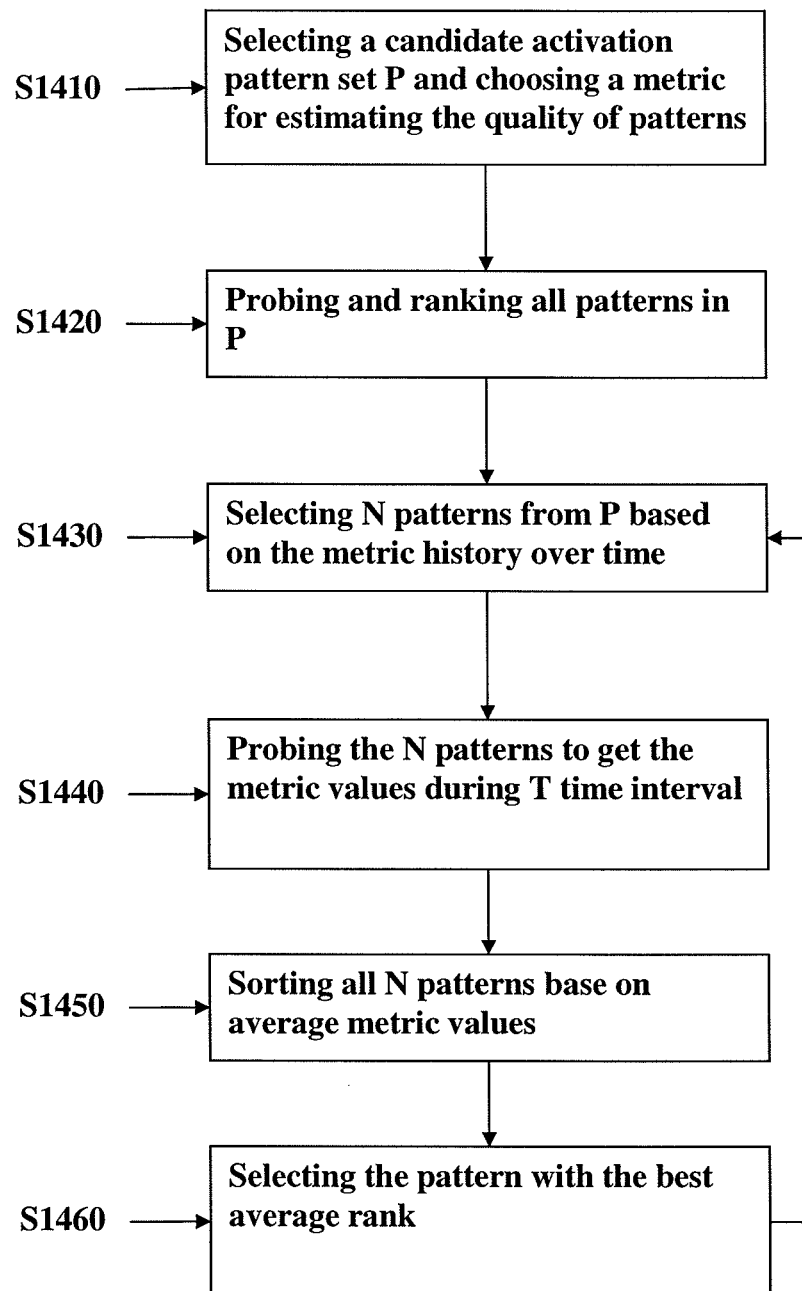 Selecting a candidate activation
S1410 pattern set P and choosing a metric
for estimating the quality of patterns
Probing and ranking all patterns in
S1420
P
Selecting N patterns from P based
S1430
on the metric history over time
Probing the N patterns to get the
S1440 metric values during T time interval
Sorting all N patterns base on
S1450
average metric values
Selecting the pattern with the best
S1460 average rank